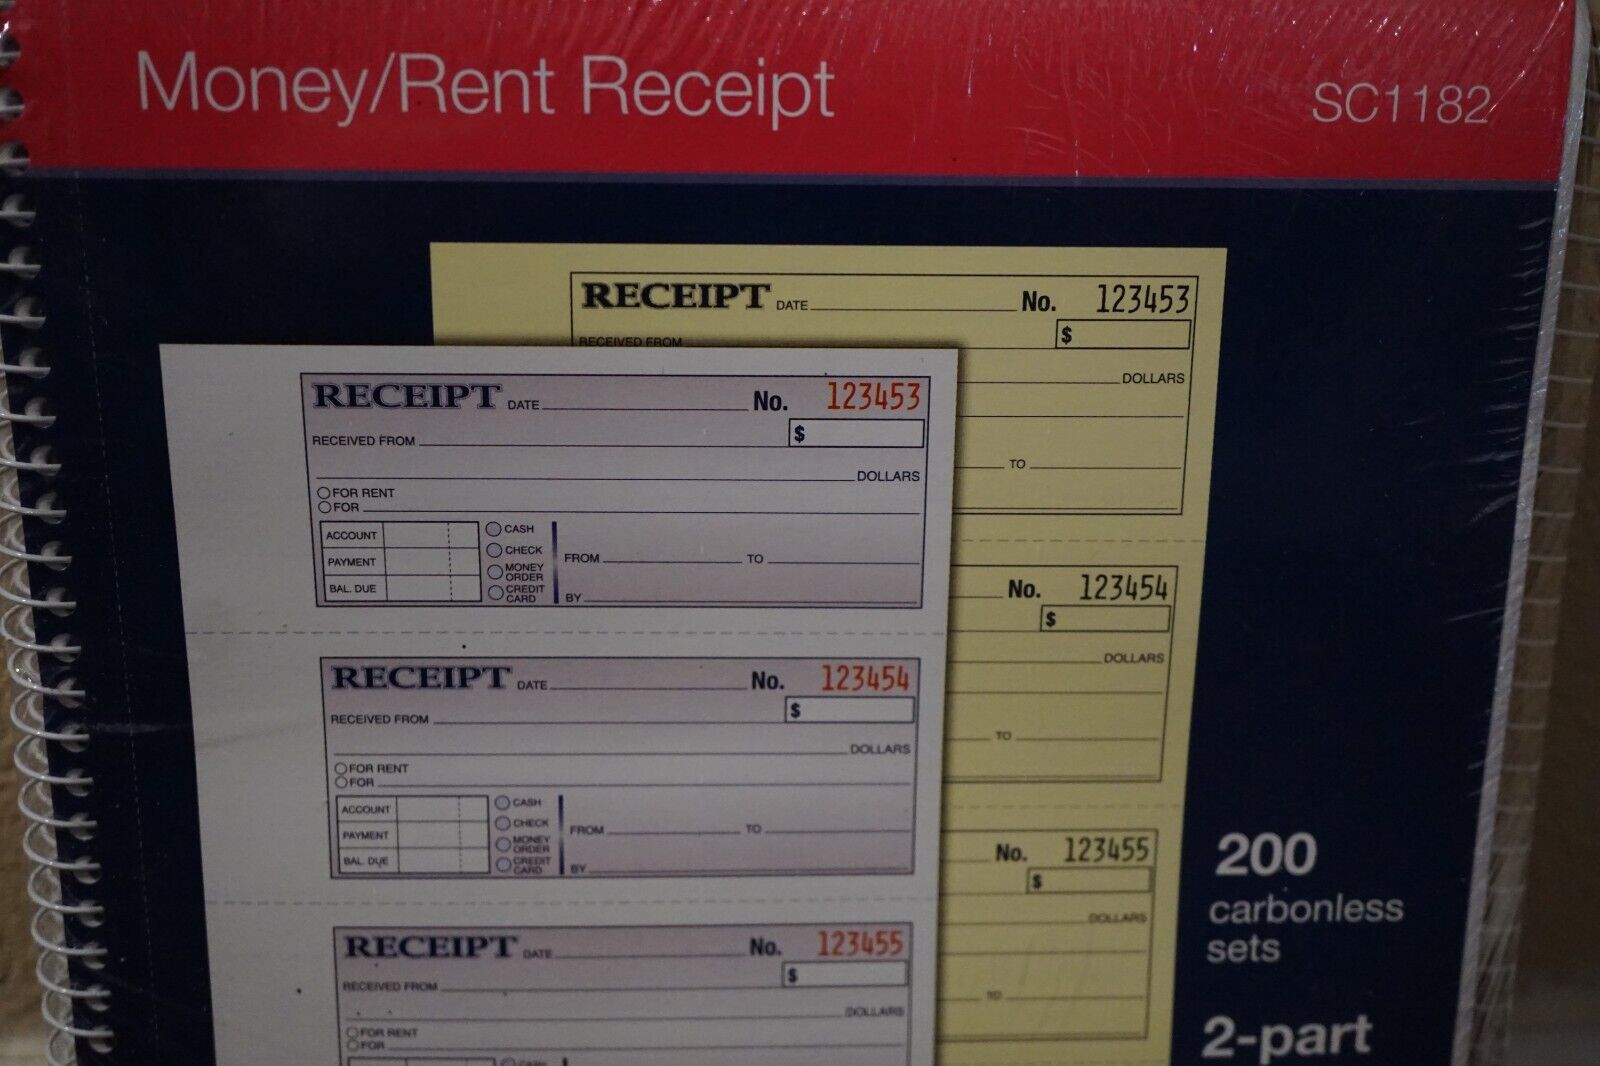 Money/Rent Receipt
SC1182
RECEIPT DATE No. 123453
$
RECEIVED FROM
DOLLARS
TO
No. 123454
$
DOLLARS
TO
No. 123455
$
DOLLARS
TO
RECEIPT DATE No. 123453
RECEIVED FROM $
DOLLARS
FOR RENT
FOR
ACCOUNT
PAYMENT
BAL. DUE
CASH
CHECK
MONEY
ORDER
CREDIT
CARD
FROM TO
BY
RECEIPT DATE No. 123454
RECEIVED FROM $
DOLLARS
FOR RENT
FOR
ACCOUNT
PAYMENT
BAL. DUE
CASH
CHECK
MONEY
ORDER
CREDIT
CARD
FROM TO
BY
RECEIPT DATE No. 123455
RECEIVED FROM $
DOLLARS
FOR RENT
FOR
CASH
200
carbonless
sets
2-part